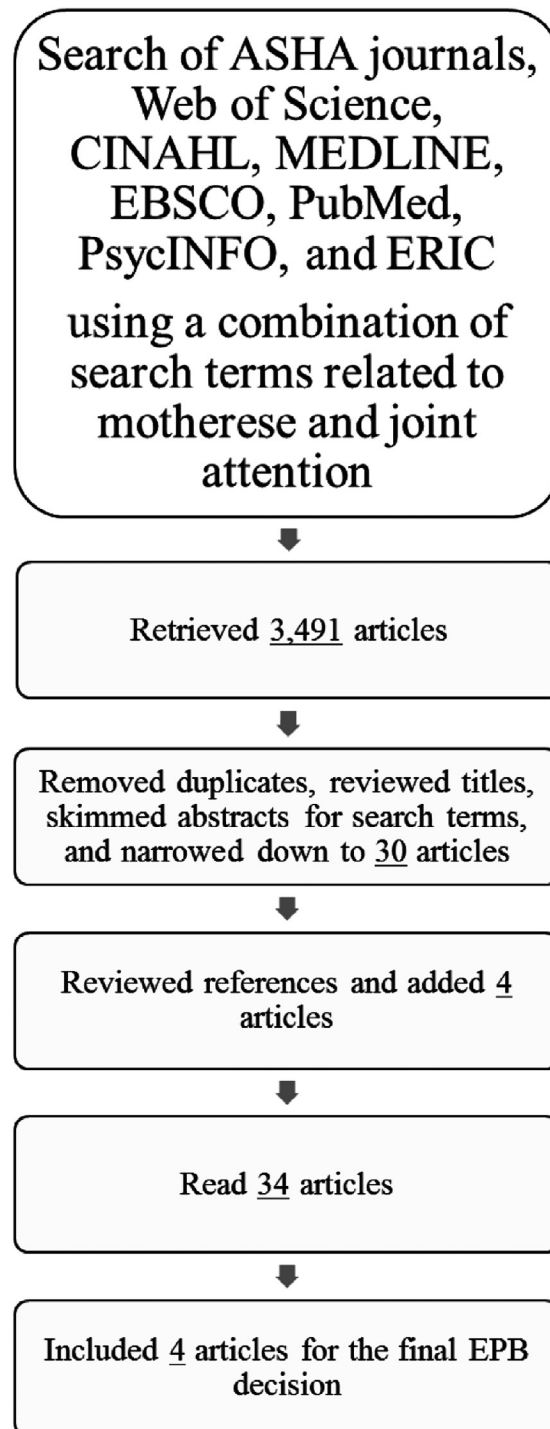 Search of ASHA journals,
Web of Science,
CINAHL, MEDLINE,
EBSCO, PubMed,
PsycINFO, and ERIC
using a combination of
search terms related to
motherese and joint
attention
Retrieved 3,491 articles
Removed duplicates, reviewed titles,
skimmed abstracts for search terms,
and narrowed down to 30 articles
Reviewed references and added 4
articles
Read 34 articles
Included 4 articles for the final EPB
decision